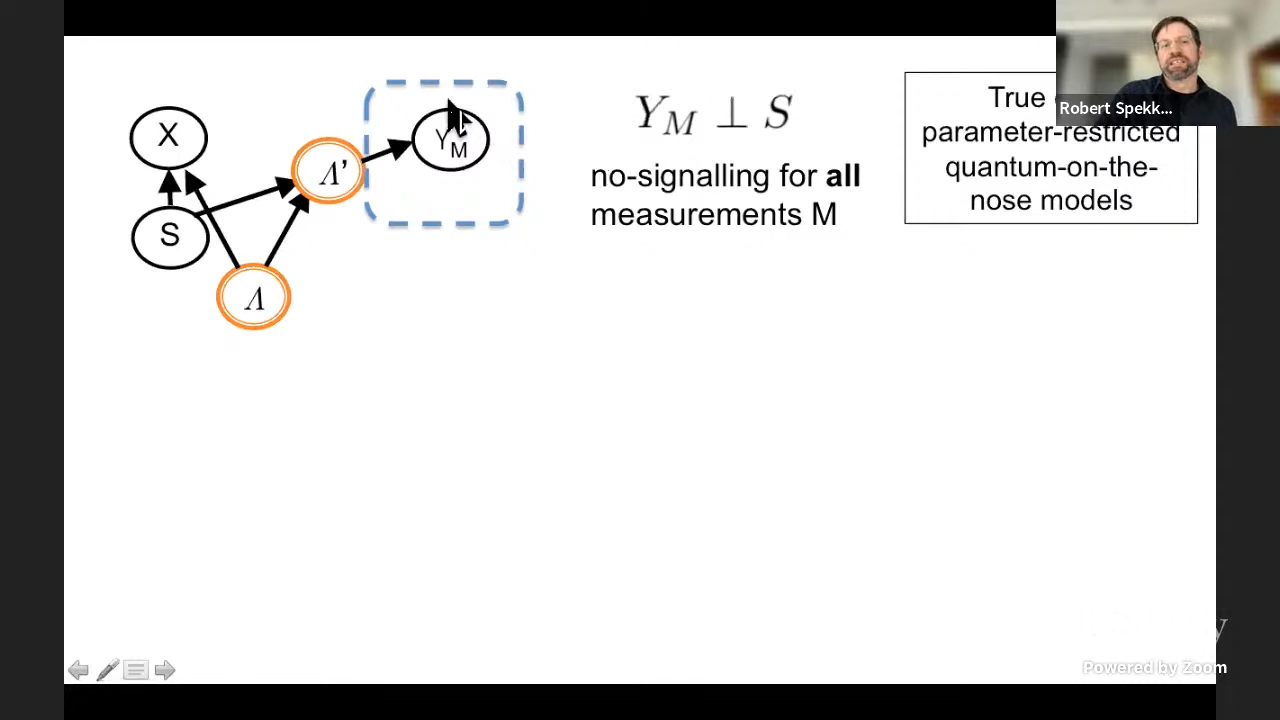 X
S
Λ
Λ’
Y_M
Y_M ⊥ S
no-signalling for all
measurements M
True
parameter-restricted
quantum-on-the-
nose models
Robert Spekk...
y
Powered by Zoom